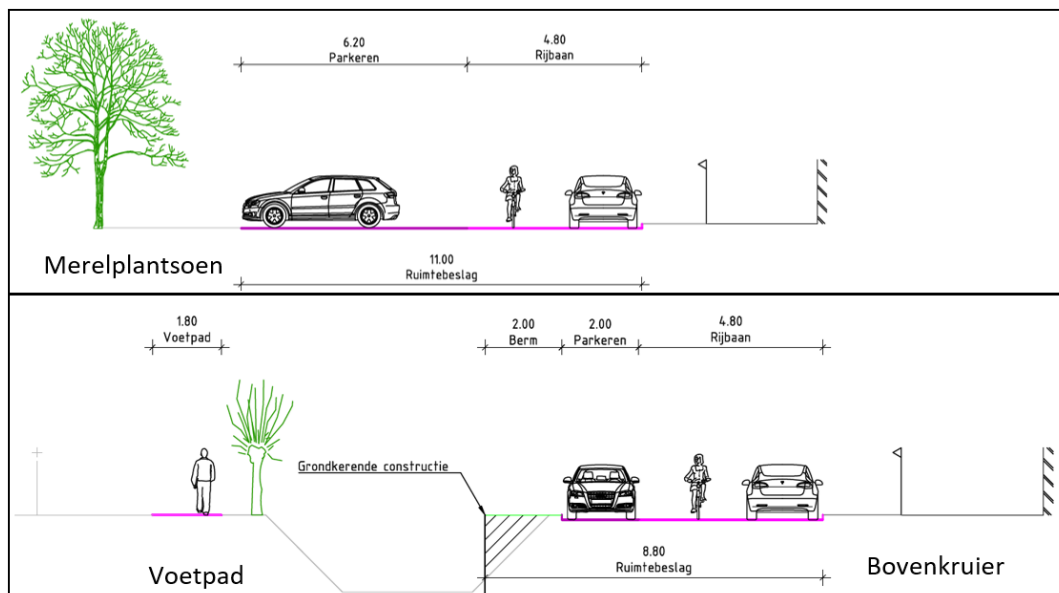 6.20
Parkeren
4.80
Rijbaan
Merelplantsoen
11.00
Ruimtebeslag
1.80
Voetpad
2.00
Berm
2.00
Parkeren
4.80
Rijbaan
Grondkerende constructie
8.80
Ruimtebeslag
Voetpad
Bovenkruier